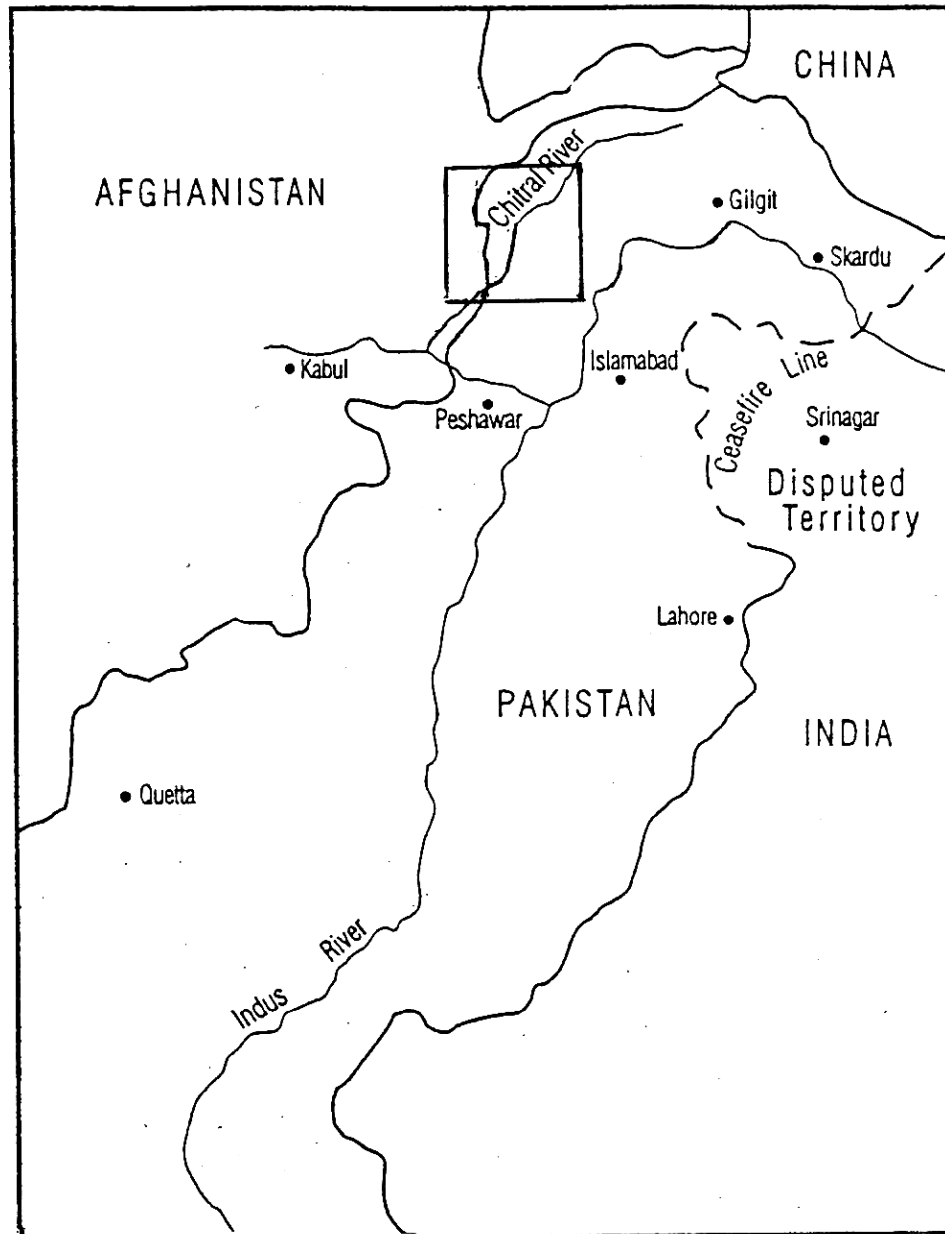 CHINA
Chitral River
AFGHANISTAN
Gilgit
Skardu
Kabul
Islamabad
Ceasefire Line
Peshawar
Srinagar
Disputed
Territory
Lahore
PAKISTAN
INDIA
Quetta
Indus River